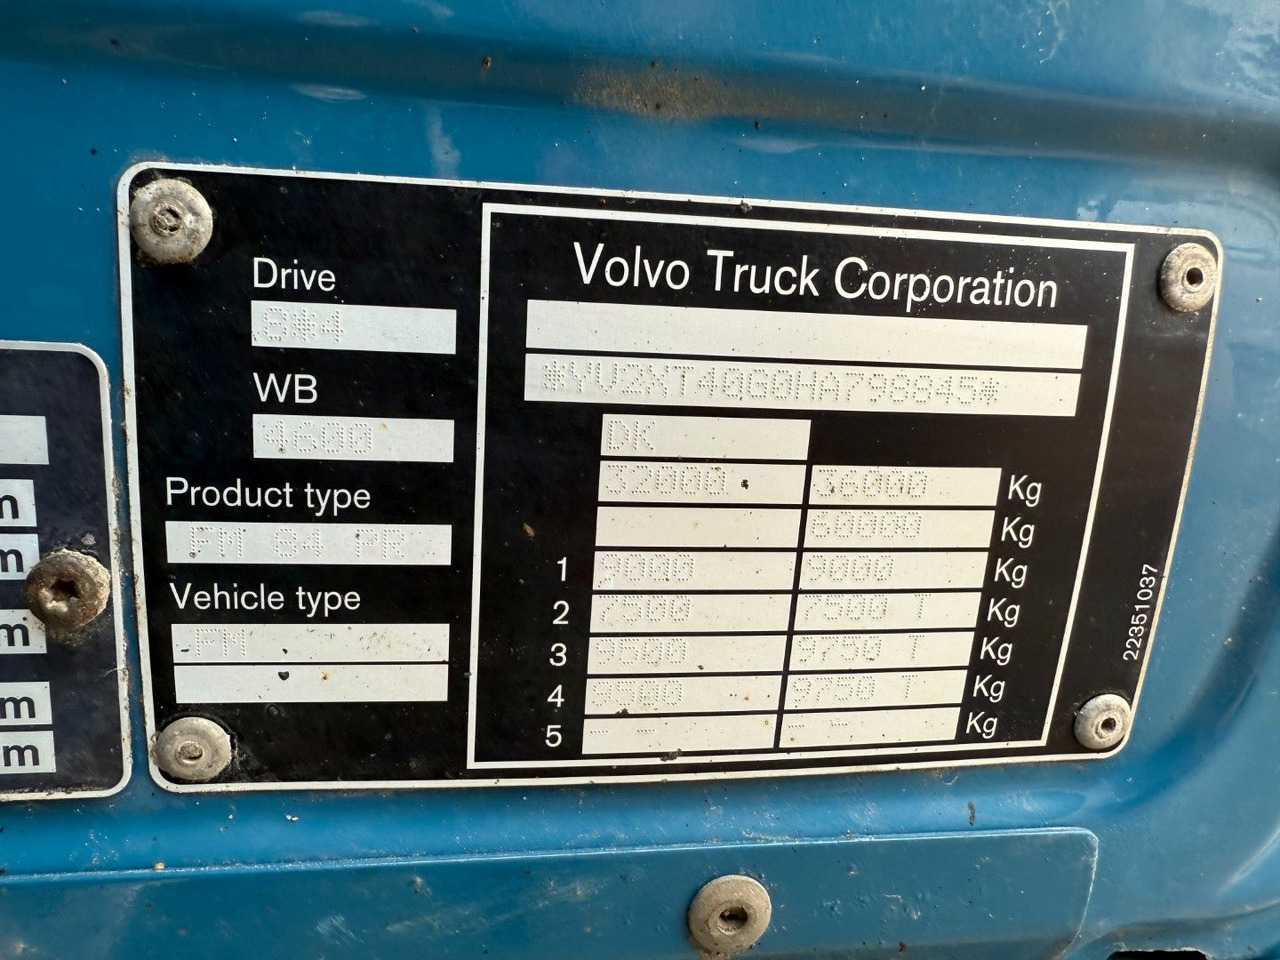 Drive
8*4
WB
4600
Product type
FM 84 PR
Vehicle type
FM
Volvo Truck Corporation
*YV2XT40G0HA798845*
DK
32000 36000 Kg
60000 Kg
1 9000 9000 Kg
2 7500 7500 T Kg
3 9500 9750 T Kg
4 9500 9750 T Kg
5 - - - - Kg
22351037
m
m
m
m
m